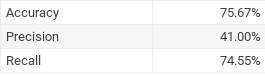 Accuracy 75.67%
Precision 41.00%
Recall 74.55%